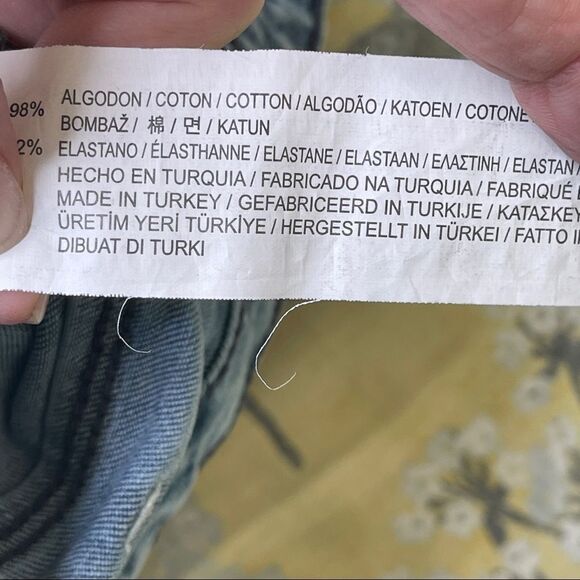 98% ALGODON / COTON / COTTON / ALGODÃO / KATOEN / COTONE
BOMBAŽ / 棉 / 면 / KATUN
2% ELASTANO / ÉLASTHANNE / ELASTANE / ELASTAAN / ΕΛΑΣΤΙΝΗ / ELASTAN /
HECHO EN TURQUIA / FABRICADO NA TURQUIA / FABRIQUÉ
MADE IN TURKEY / GEFABRICEERD IN TURKIJE /
ÜRETİM YERİ TÜRKİYE / HERGESTELLT IN TÜRKEI / FATTO
DIBUAT DI TURKI